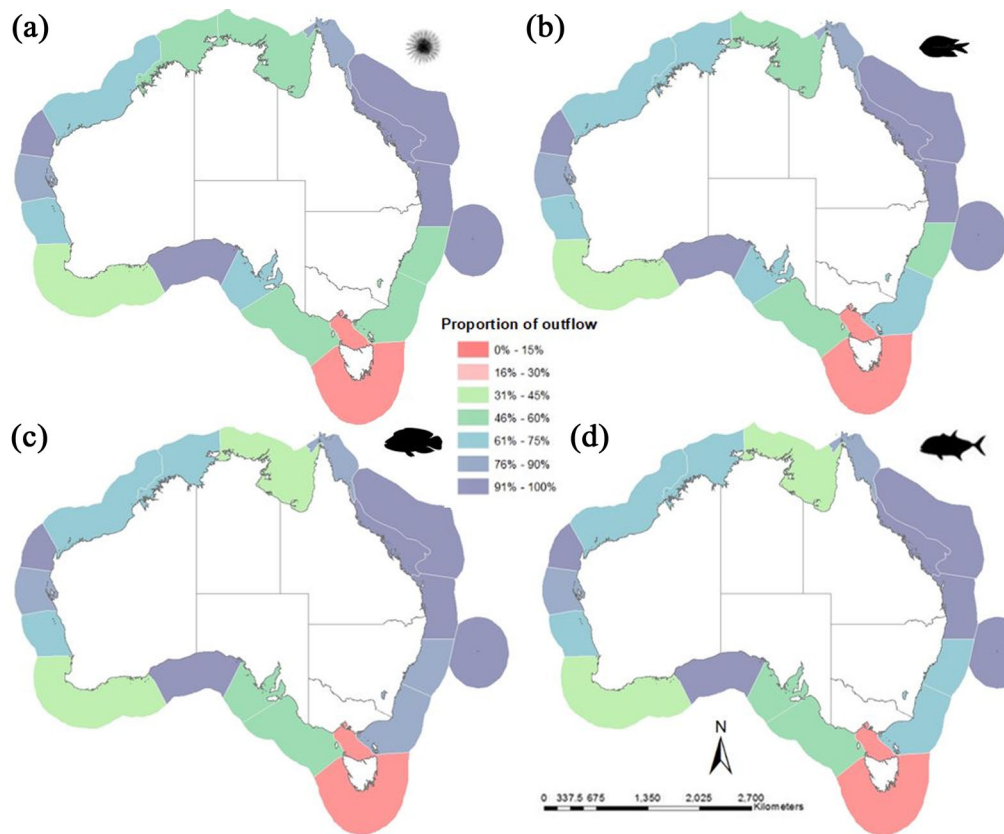 (a)
(b)
Proportion of outflow
0% - 15%
16% - 30%
31% - 45%
46% - 60%
61% - 75%
76% - 90%
91% - 100%
(c)
(d)
N
0 337.5 675 1,350 2,025 2,700
Kilometers